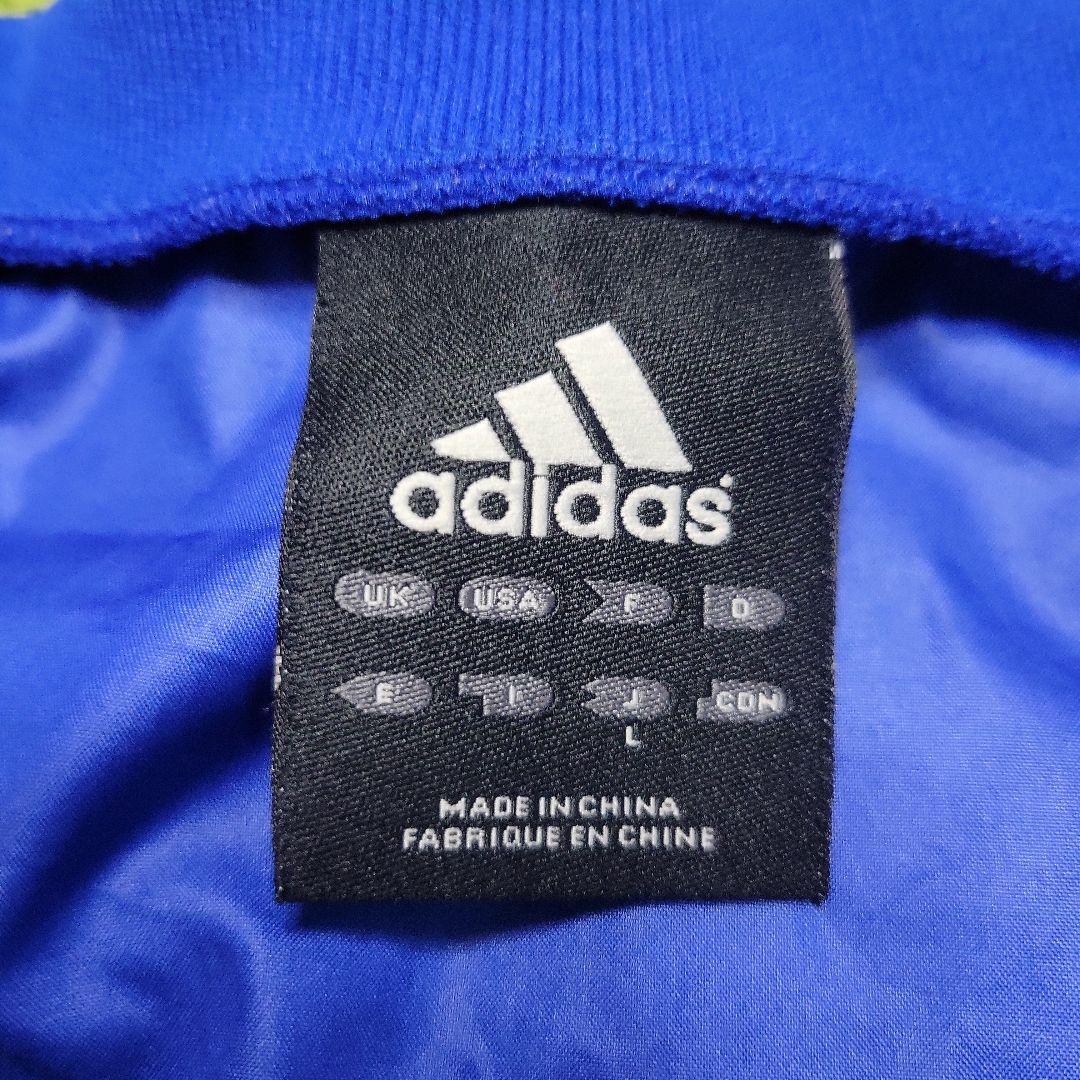 adidas
UK USA F D
E I J CDN
L
MADE IN CHINA
FABRIQUE EN CHINE